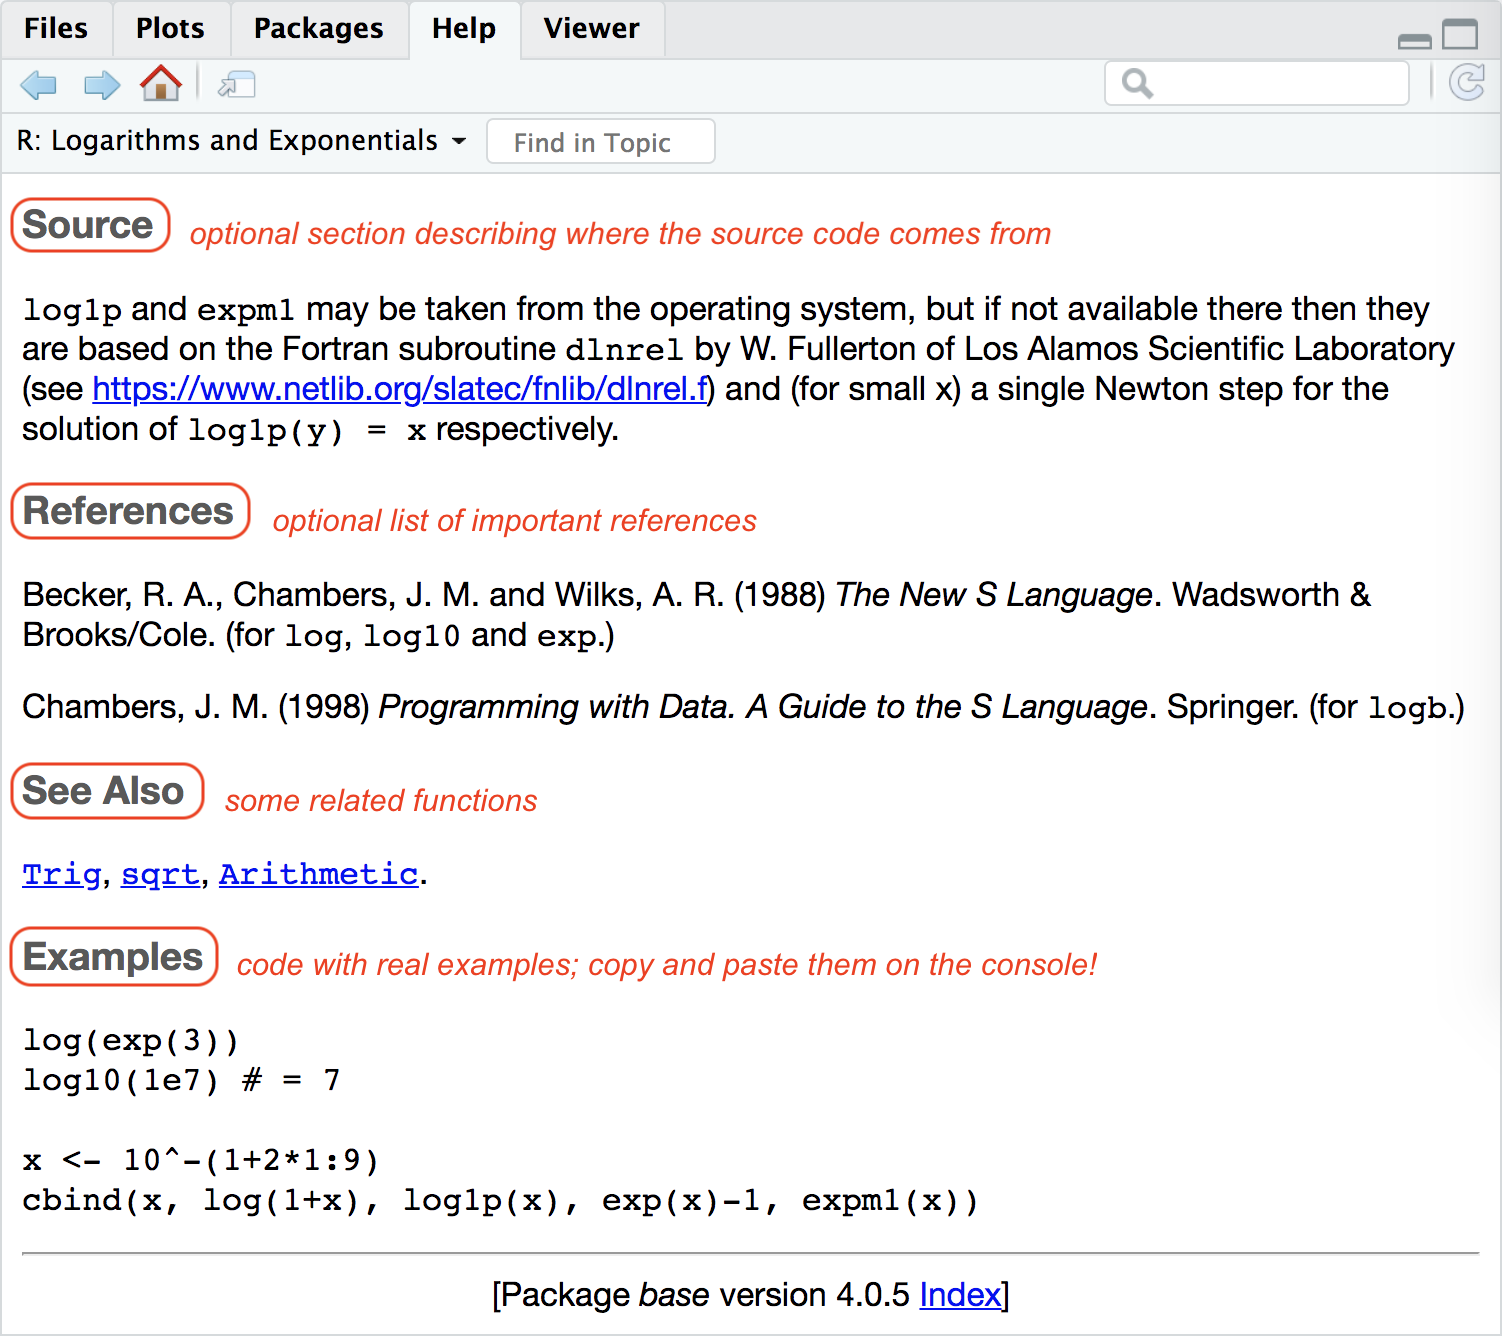 Files Plots Packages Help Viewer
R: Logarithms and Exponentials Find in Topic
Source optional section describing where the source code comes from
log1p and expm1 may be taken from the operating system, but if not available there then they
are based on the Fortran subroutine dlnrel by W. Fullerton of Los Alamos Scientific Laboratory
(see https://www.netlib.org/slatec/fnlib/dlnrel.f) and (for small x) a single Newton step for the
solution of log1p(y) = x respectively.
References optional list of important references
Becker, R. A., Chambers, J. M. and Wilks, A. R. (1988) The New S Language. Wadsworth &
Brooks/Cole. (for log, log10 and exp.)
Chambers, J. M. (1998) Programming with Data. A Guide to the S Language. Springer. (for logb.)
See Also some related functions
Trig, sqrt, Arithmetic.
Examples code with real examples; copy and paste them on the console!
log(exp(3))
log10(1e7) # = 7
x <- 10^-(1+2*1:9)
cbind(x, log(1+x), log1p(x), exp(x)-1, expm1(x))
[Package base version 4.0.5 Index]